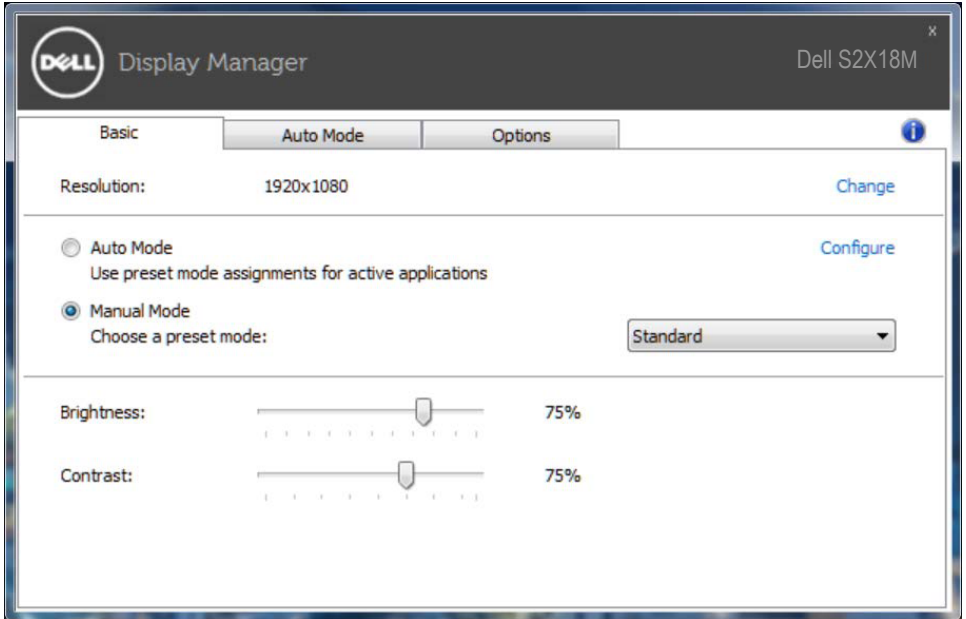 DELL Display Manager Dell S2X18M x
Basic Auto Mode Options i
Resolution: 1920x1080 Change
Auto Mode Configure
Use preset mode assignments for active applications
Manual Mode
Choose a preset mode: Standard
Brightness: 75%
Contrast: 75%